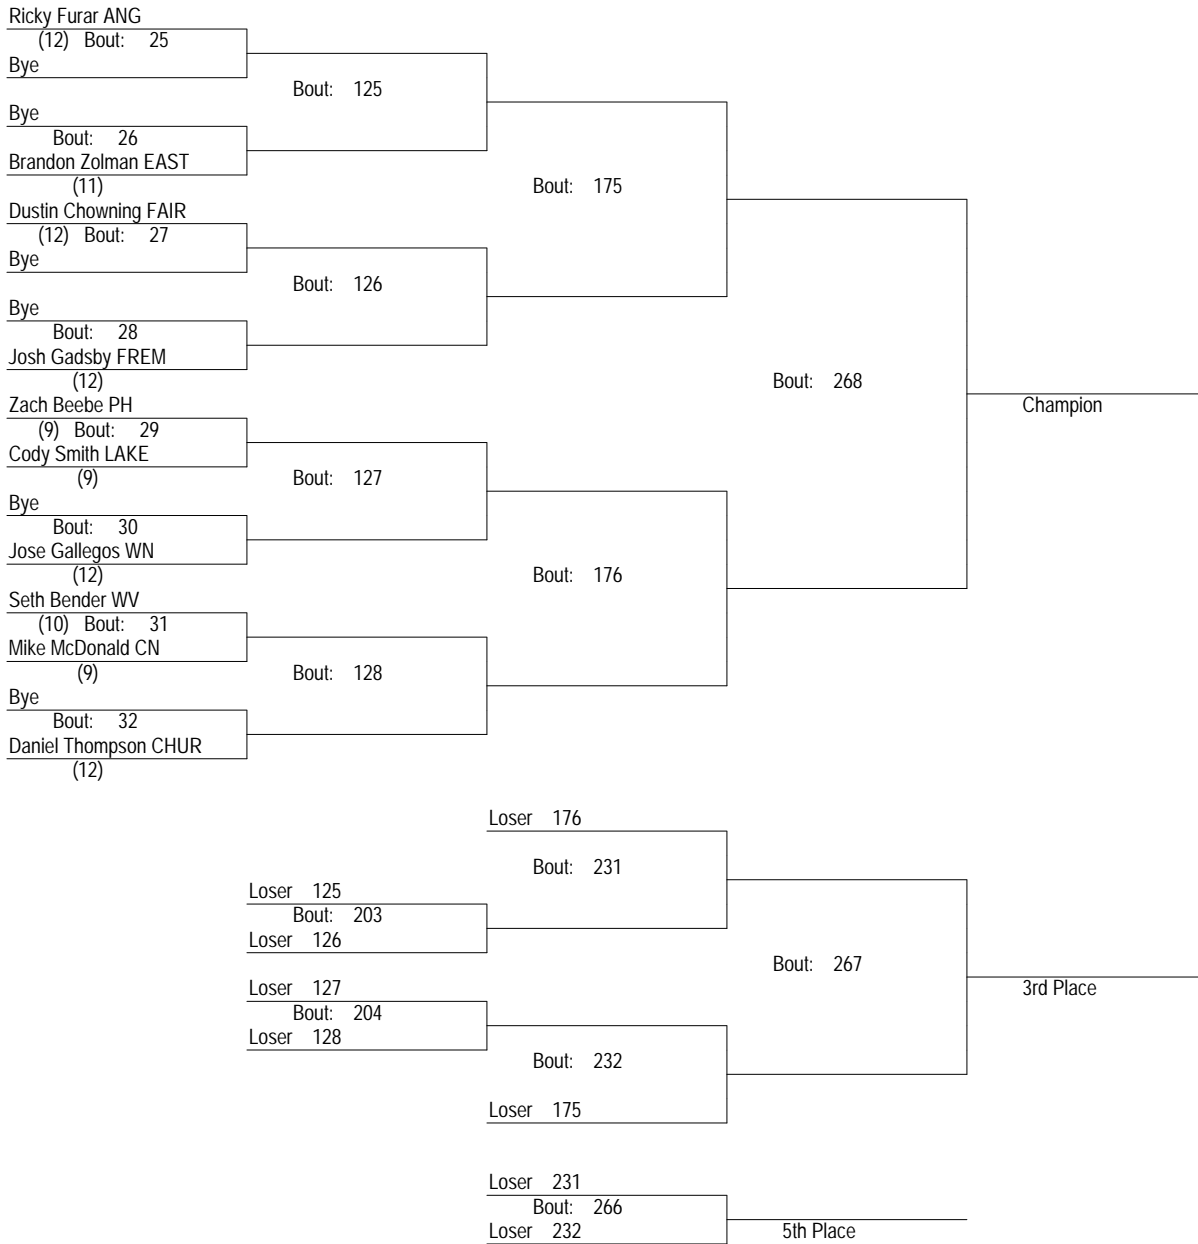 Ricky Furar ANG
(12) Bout: 25
Bye
Bout: 125
Bye
Bout: 26
Brandon Zolman EAST
(11)
Bout: 175
Dustin Chowning FAIR
(12) Bout: 27
Bye
Bout: 126
Bye
Bout: 28
Josh Gadsby FREM
(12)
Bout: 268
Champion
Zach Beebe PH
(9) Bout: 29
Cody Smith LAKE
(9)
Bout: 127
Bye
Bout: 30
Jose Gallegos WN
(12)
Bout: 176
Seth Bender WV
(10) Bout: 31
Mike McDonald CN
(9)
Bout: 128
Bye
Bout: 32
Daniel Thompson CHUR
(12)
Loser 176
Bout: 231
Loser 125
Bout: 203
Loser 126
Bout: 267
Loser 127
3rd Place
Bout: 204
Loser 128
Bout: 232
Loser 175
Loser 231
Bout: 266
Loser 232
5th Place